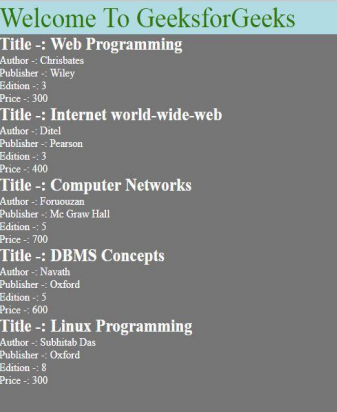 Welcome To GeeksforGeeks
Title -: Web Programming
Author -: Chrisbates
Publisher -: Wiley
Edition -: 3
Price -: 300
Title -: Internet world-wide-web
Author -: Ditel
Publisher -: Pearson
Edition -: 3
Price -: 400
Title -: Computer Networks
Author -: Foruouzan
Publisher -: Mc Graw Hall
Edition -: 5
Price -: 700
Title -: DBMS Concepts
Author -: Navath
Publisher -: Oxford
Edition -: 5
Price -: 600
Title -: Linux Programming
Author -: Subhitab Das
Publisher -: Oxford
Edition -: 8
Price -: 300